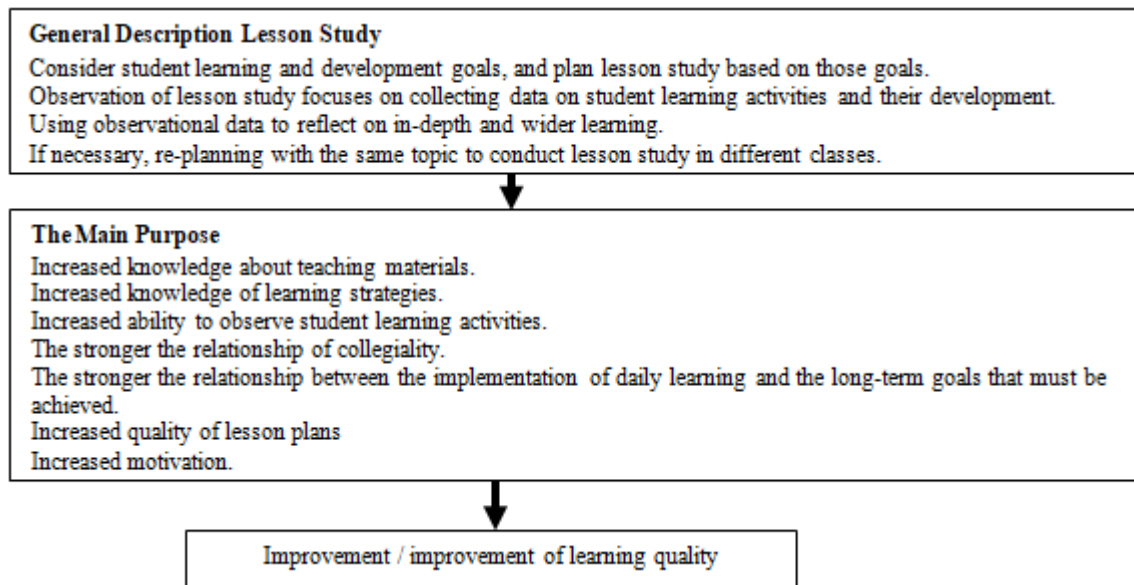 General Description Lesson Study
Consider student learning and development goals, and plan lesson study based on those goals.
Observation of lesson study focuses on collecting data on student learning activities and their development.
Using observational data to reflect on in-depth and wider learning.
If necessary, re-planning with the same topic to conduct lesson study in different classes.
The Main Purpose
Increased knowledge about teaching materials.
Increased knowledge of learning strategies.
Increased ability to observe student learning activities.
The stronger the relationship of collegiality.
The stronger the relationship between the implementation of daily learning and the long-term goals that must be
achieved.
Increased quality of lesson plans
Increased motivation.
Improvement / improvement of learning quality